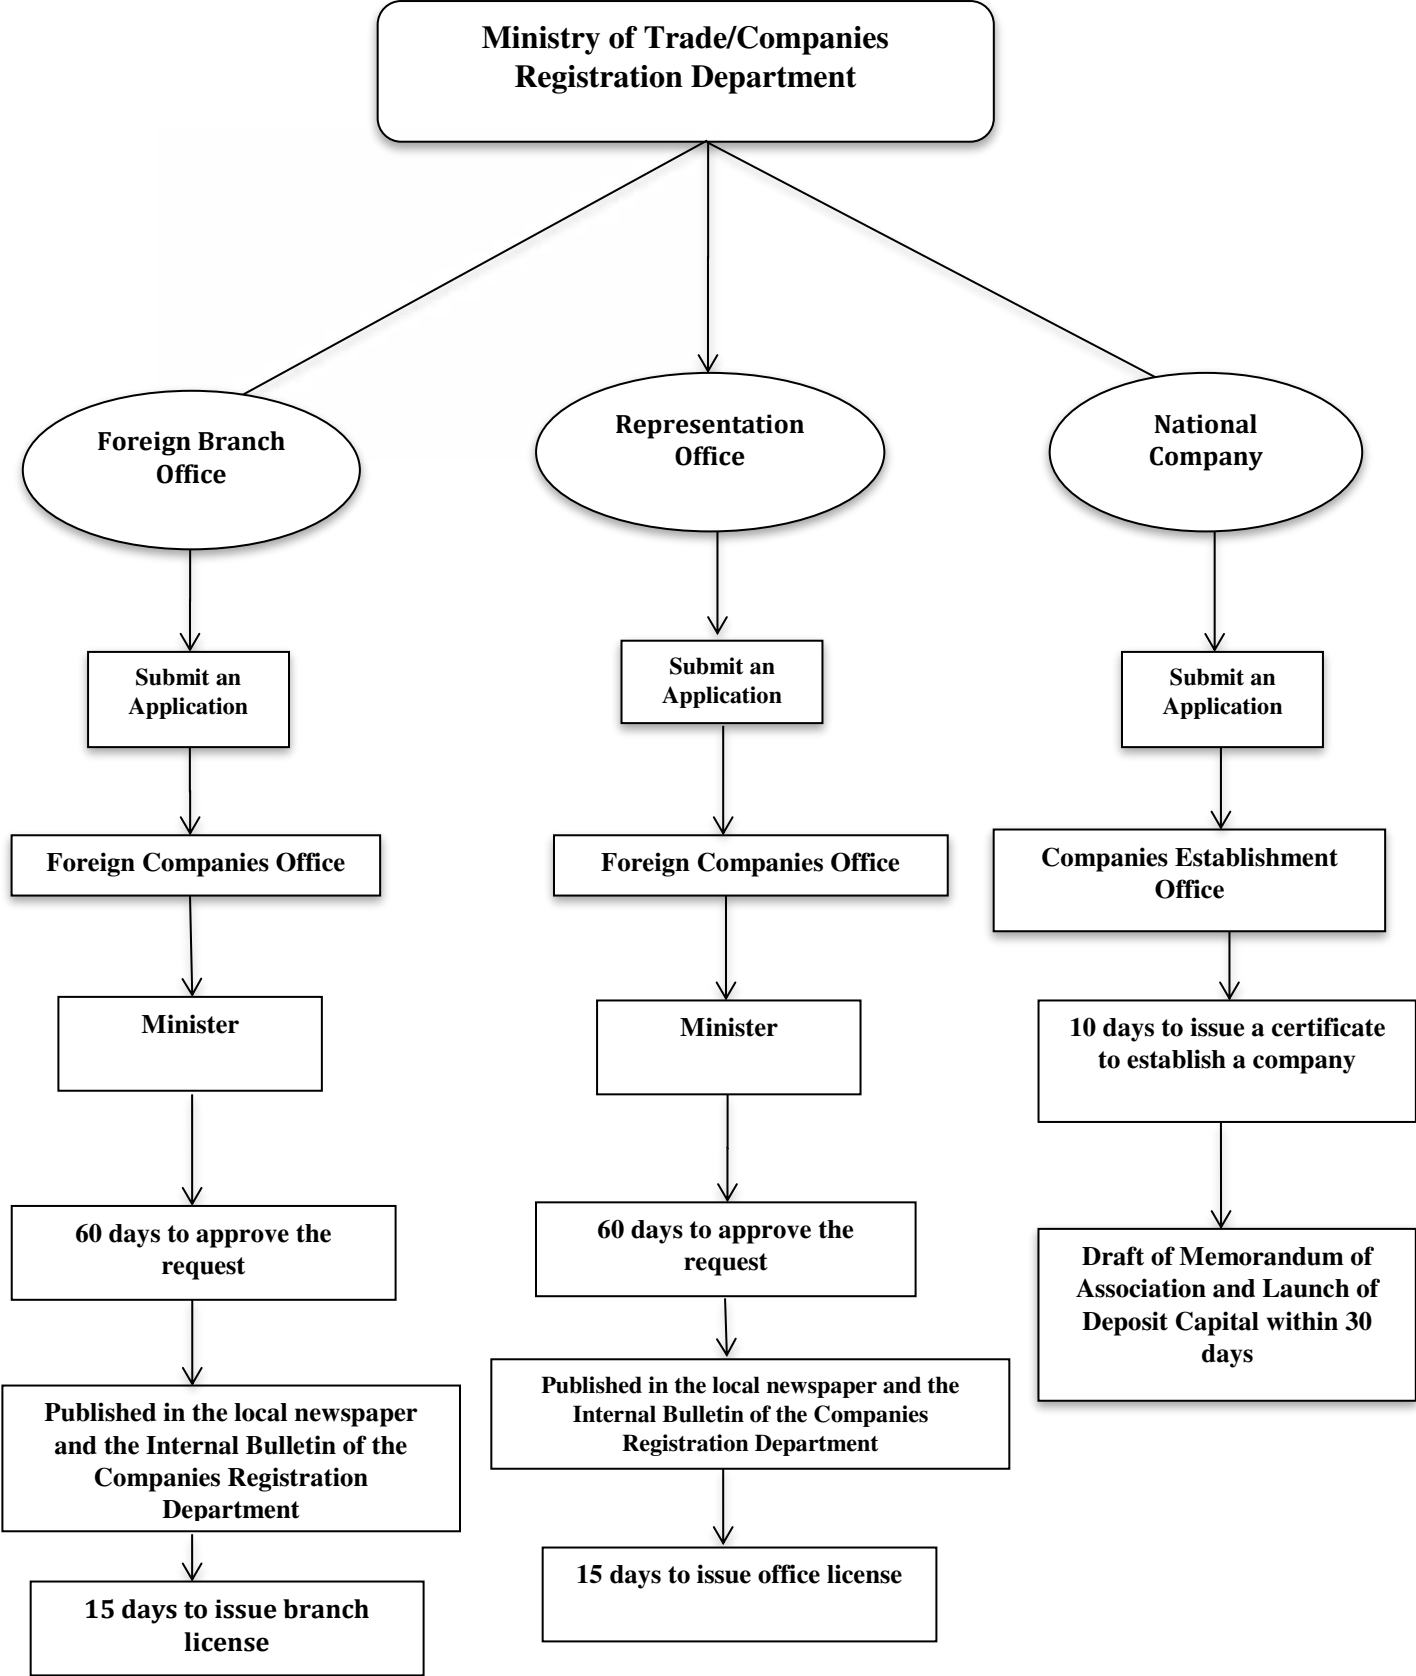 Ministry of Trade/Companies
Registration Department
Foreign Branch
Office
Submit an
Application
Foreign Companies Office
Minister
60 days to approve the
request
Published in the local newspaper
and the Internal Bulletin of the
Companies Registration
Department
15 days to issue branch
license
Representation
Office
Submit an
Application
Foreign Companies Office
Minister
60 days to approve the
request
Published in the local newspaper and the
Internal Bulletin of the Companies
Registration Department
15 days to issue office license
National
Company
Submit an
Application
Companies Establishment
Office
10 days to issue a certificate
to establish a company
Draft of Memorandum of
Association and Launch of
Deposit Capital within 30
days